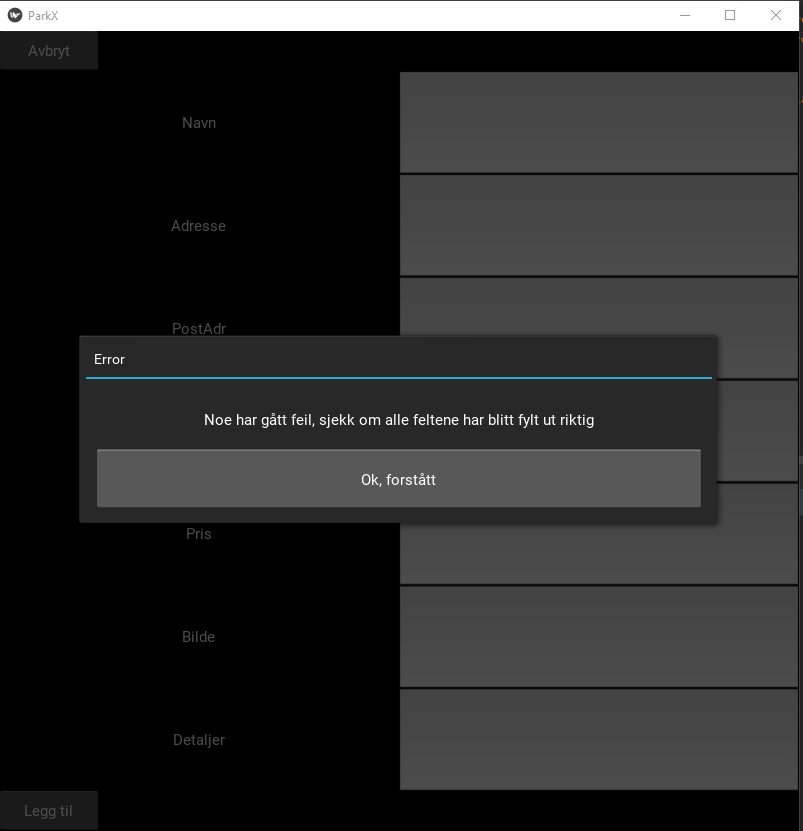 ParkX
Avbryt
Navn
Adresse
PostAdr
Error
Noe har gått feil, sjekk om alle feltene har blitt fylt ut riktig
Ok, forstått
Pris
Bilde
Detaljer
Legg til